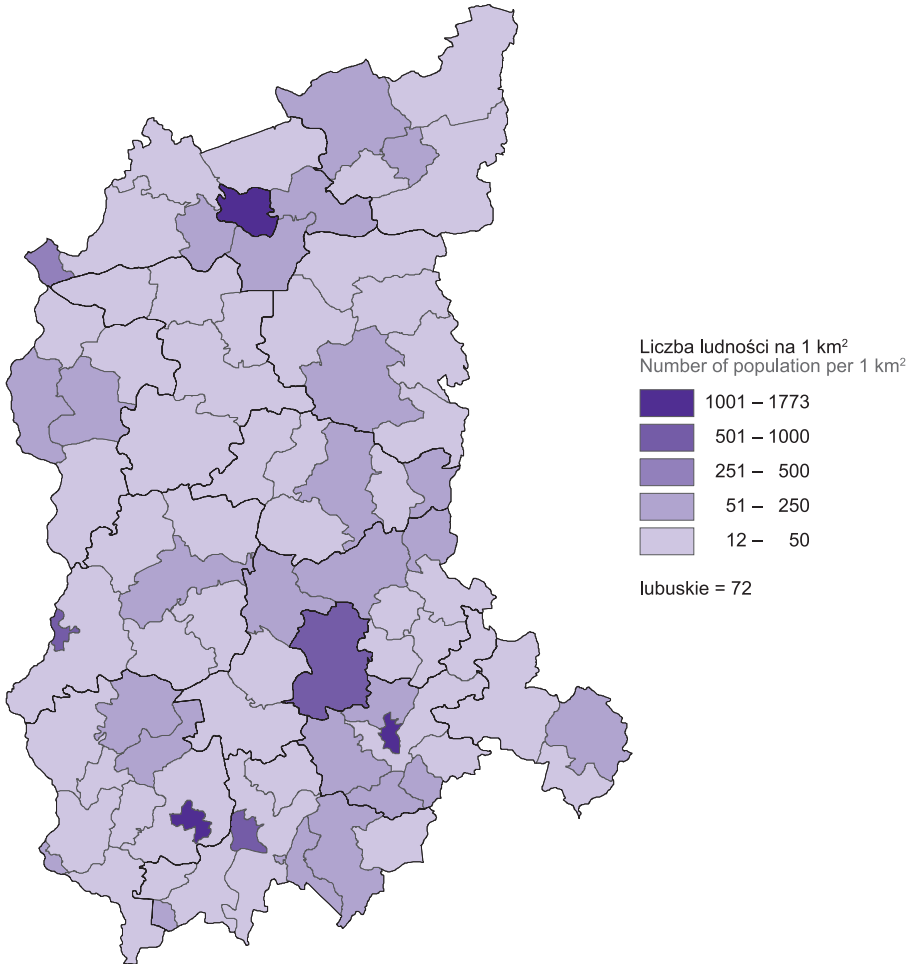 Liczba ludności na 1 km²
Number of population per 1 km²
1001 – 1773
501 – 1000
251 – 500
51 – 250
12 – 50
lubuskie = 72